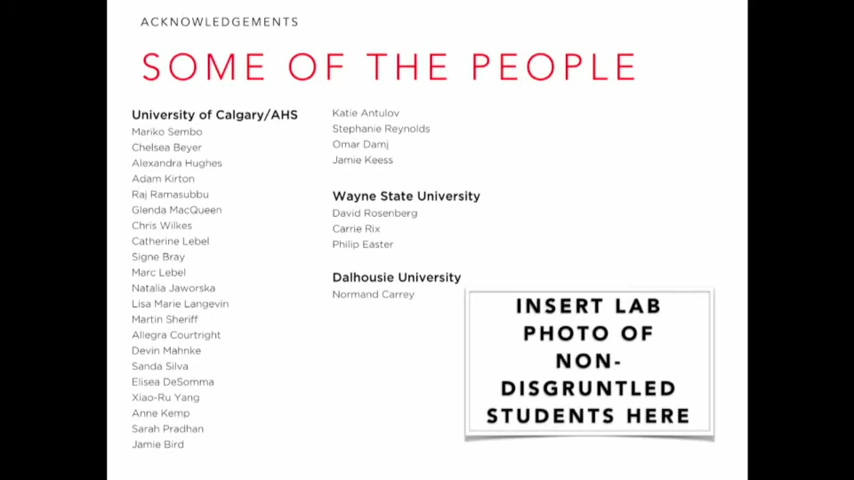 ACKNOWLEDGEMENTS
SOME OF THE PEOPLE
University of Calgary/AHS
Mariko Sembo
Chelsea Beyer
Alexandra Hughes
Adam Kirton
Raj Ramasubbu
Glenda MacQueen
Chris Wilkes
Catherine Lebel
Signe Bray
Marc Lebel
Natalia Jaworska
Lisa Marie Langevin
Martin Sheriff
Allegra Courtright
Devin Mahnke
Sanda Silva
Elisea DeSomma
Xiao-Ru Yang
Anne Kemp
Sarah Pradhan
Jamie Bird
Katie Antulov
Stephanie Reynolds
Omar Damj
Jamie Keess
Wayne State University
David Rosenberg
Carrie Rix
Philip Easter
Dalhousie University
Normand Carrey
INSERT LAB
PHOTO OF
NON-
DISGRUNTLED
STUDENTS HERE